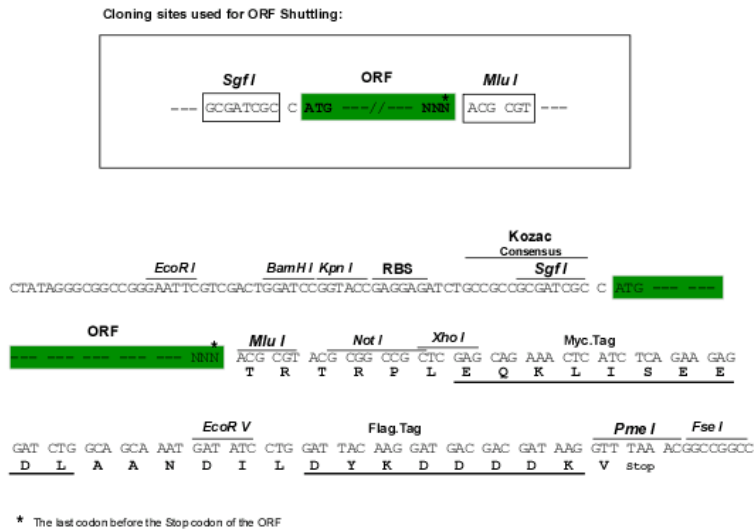 Cloning sites used for ORF Shuttling:
Sgf I ORF Mlu I
--- GCGATCGC C ATG ---//--- NNN* ACG CGT ---
Kozac
Consensus
EcoR I BamH I Kpn I RBS Sgf I
CTATAGGGCGGCCGGGAATTCGTCGACTGGATCCGGTACCGAGGAGATCTGCCGCCGCGATCGC C ATG --- ---
ORF Mlu I Not I Xho I Myc.Tag
--- --- --- --- --- --- NNN* ACG CGT ACG CGG CCG CTC GAG CAG AAA CTC ATC TCA GAA GAG
T R T R P L E Q K L I S E E
EcoR V Flag.Tag Pme I Fse I
GAT CTG GCA GCA AAT GAT ATC CTG GAT TAC AAG GAT GAC GAC GAT AAG GTT TAA ACGGCCGGCC
D L A A N D I L D Y K D D D D K V Stop
* The last codon before the Stop codon of the ORF